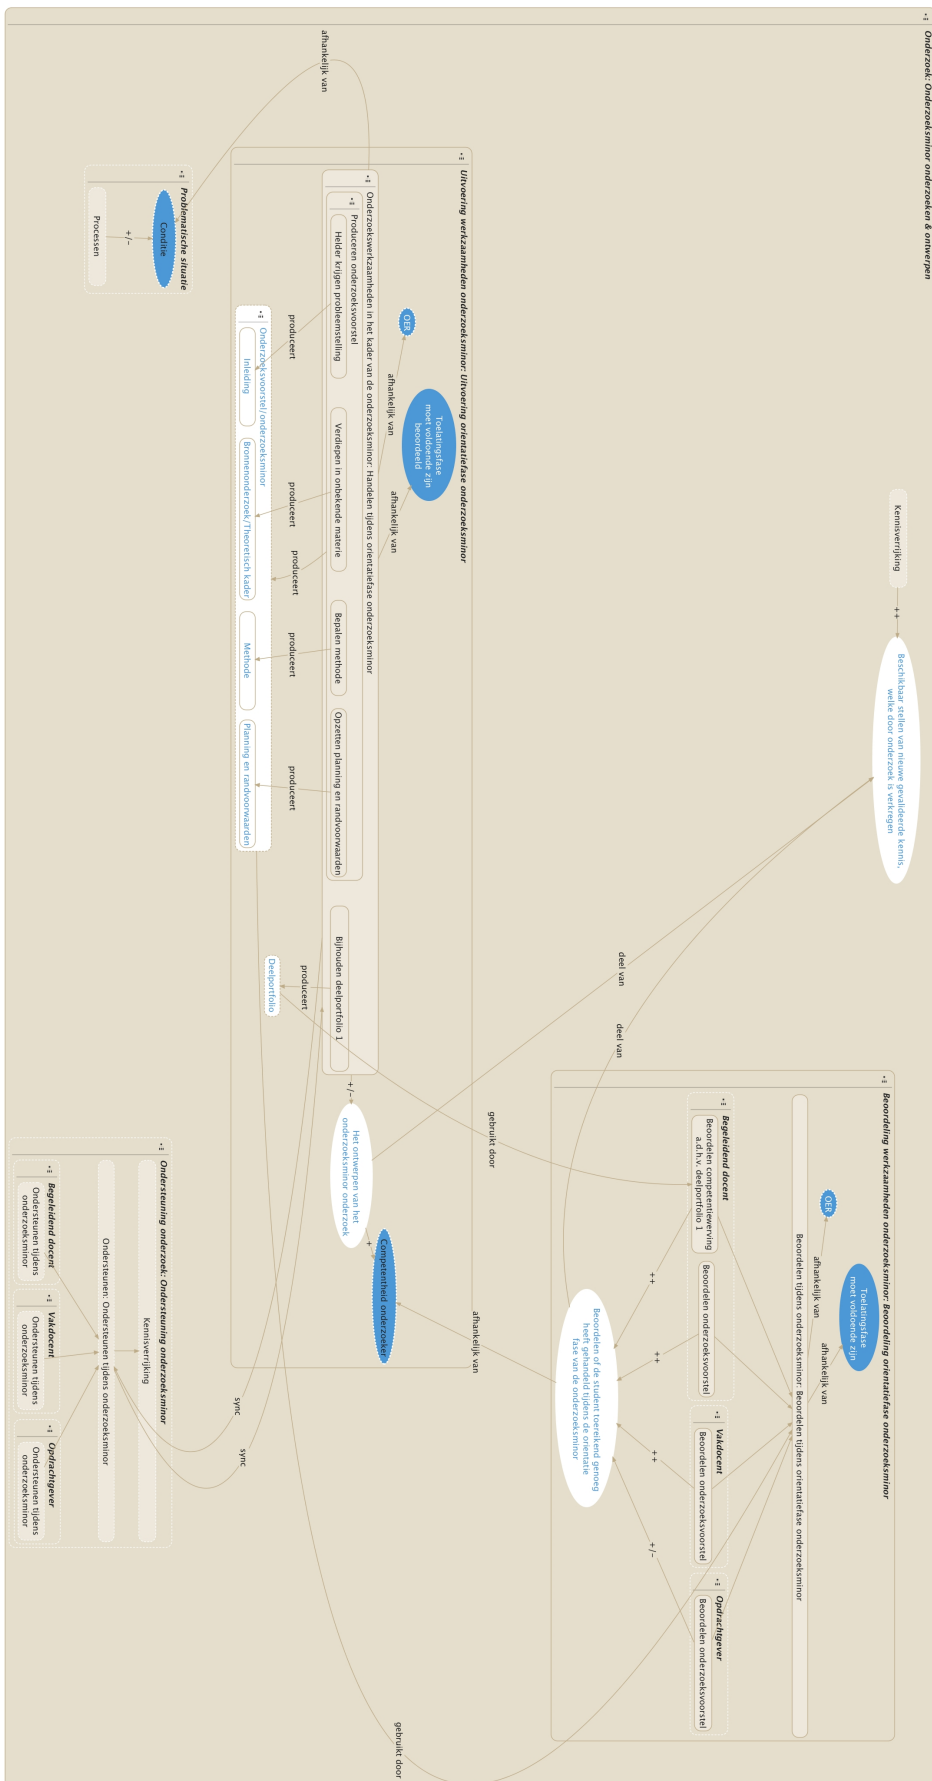 Onderzoek: Onderzoeksminor onderzoeken & ontwerpen
Kennisverrijking
++
Beschikbaar stellen van nieuwe gevalideerde kennis,
welke door onderzoek is verkregen
deel van
deel van
Beoordeling werkzaamheden onderzoeksminor: Beoordeling orientatiefase onderzoeksminor
OER
Toelatingsfase
moet voldoende zijn
afhankelijk van
afhankelijk van
Beoordelen tijdens onderzoeksminor: Beoordelen tijdens orientatiefase onderzoeksminor
Begeleidend docent
Beoordelen competentiewerving
a.d.h.v. deelportfolio 1
Beoordelen onderzoeksvoorstel
Vakdocent
Beoordelen onderzoeksvoorstel
Opdrachtgever
Beoordelen onderzoeksvoorstel
++
++
++
+/-
Beoordelen of de student toereikend genoeg
heeft gehandeld tijdens de orientatie
fase van de onderzoeksminor
gebruikt door
afhankelijk van
Uitvoering werkzaamheden onderzoeksminor: Uitvoering orientatiefase onderzoeksminor
OER
Toelatingsfase
moet voldoende zijn
beoordeeld
afhankelijk van
afhankelijk van
Onderzoekswerkzaamheden in het kader van de onderzoeksminor: Handelen tijdens orientatiefase onderzoeksminor
Produceren onderzoeksvoorstel
Helder krijgen probleemstelling
Verdiepen in onbekende materie
Bepalen methode
Opzetten planning en randvoorwaarden
Bijhouden deelportfolio 1
+/-
Het ontwerpen van het
onderzoeksminor onderzoek
+
Competentheid onderzoeker
afhankelijk van
produceert
produceert
produceert
produceert
produceert
produceert
Onderzoeksvoorstel/onderzoeksminor
Inleiding
Bronnenonderzoek/Theoretisch kader
Methode
Planning en randvoorwaarden
Deelportfolio
gebruikt door
sync
sync
Problematische situatie
Conditie
+/-
Processen
Ondersteuning onderzoek: Ondersteuning onderzoeksminor
Kennisverrijking
Ondersteunen: Ondersteunen tijdens onderzoeksminor
Begeleidend docent
Ondersteunen tijdens
onderzoeksminor
Vakdocent
Ondersteunen tijdens
onderzoeksminor
Opdrachtgever
Ondersteunen tijdens
onderzoeksminor